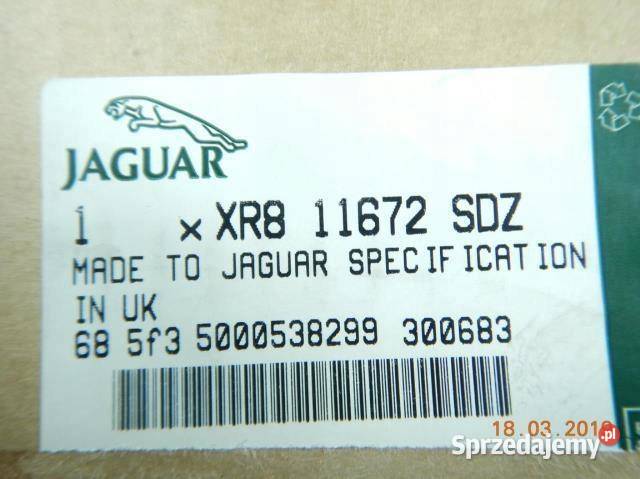 JAGUAR
1 x XR8 11672 SDZ
MADE TO JAGUAR SPECIFICATION
IN UK
68 5f3 5000538299 300683
18.03.201
Sprzedajemy.pl